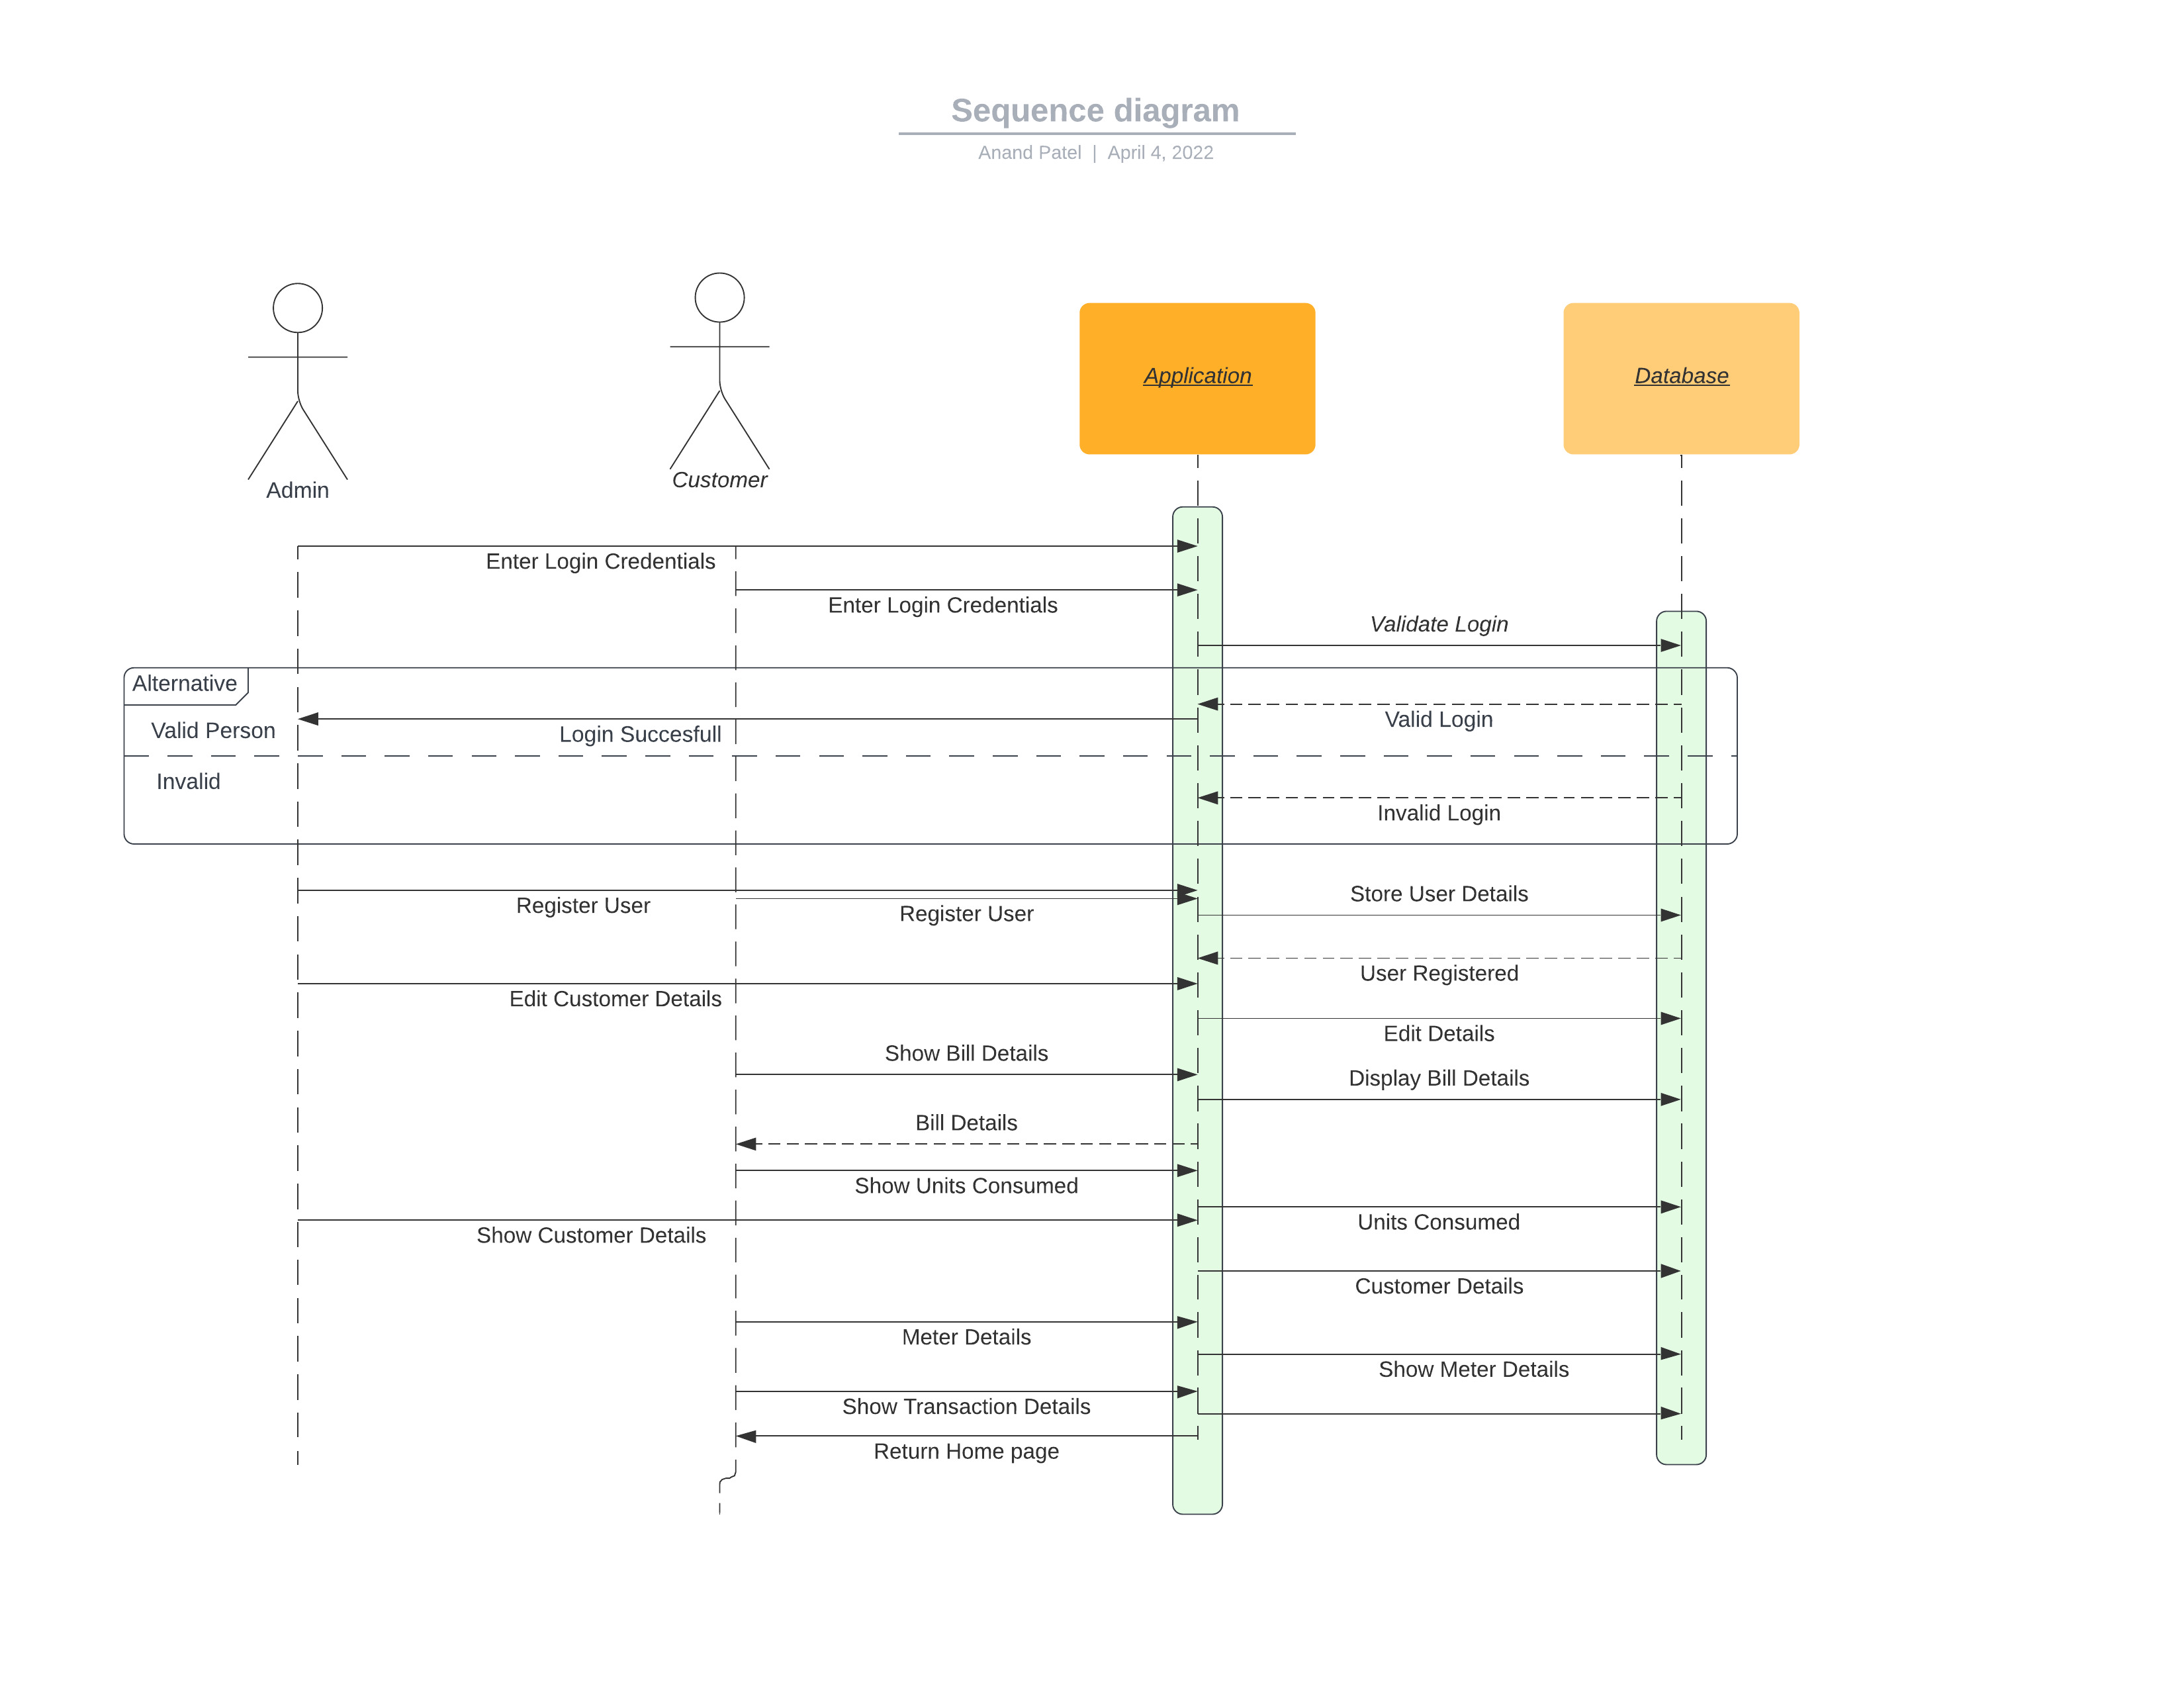 Sequence diagram
Anand Patel | April 4, 2022
Admin
Customer
Application
Database
Enter Login Credentials
Enter Login Credentials
Validate Login
Alternative
Valid Person
Login Succesfull
Valid Login
Invalid
Invalid Login
Register User
Register User
Store User Details
User Registered
Edit Customer Details
Edit Details
Show Bill Details
Display Bill Details
Bill Details
Show Units Consumed
Units Consumed
Show Customer Details
Customer Details
Meter Details
Show Meter Details
Show Transaction Details
Return Home page